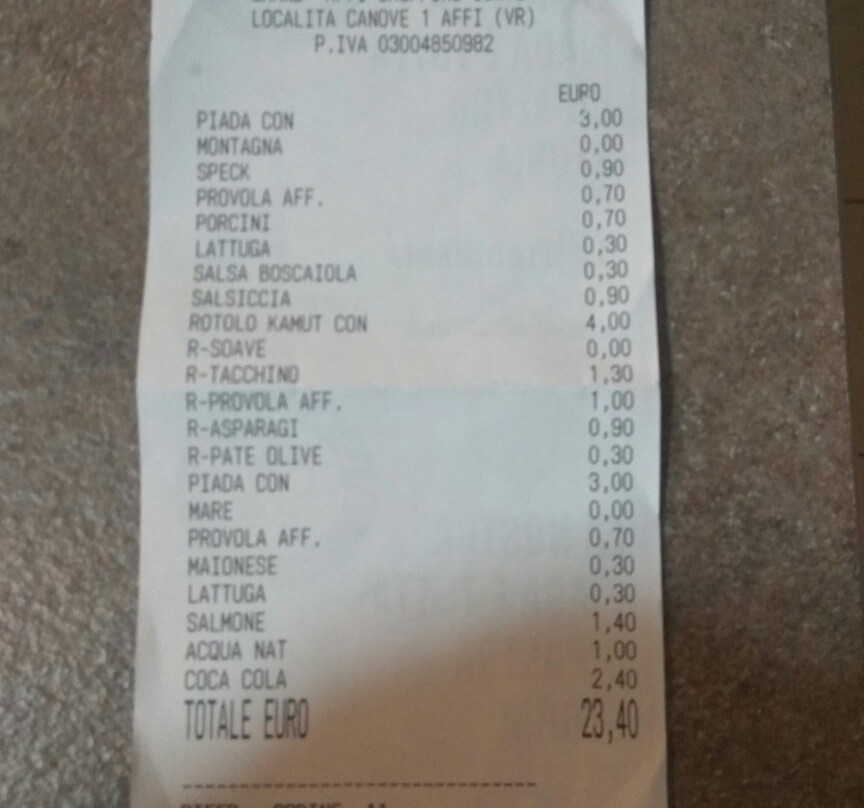 LOCALITA CANOVE 1 AFFI (VR)
P.IVA 03004850982
EURO
PIADA CON 3,00
MONTAGNA 0,00
SPECK 0,90
PROVOLA AFF. 0,70
PORCINI 0,70
LATTUGA 0,30
SALSA BOSCAIOLA 0,30
SALSICCIA 0,90
ROTOLO KAMUT CON 4,00
R-SOAVE 0,00
R-TACCHINO 1,30
R-PROVOLA AFF. 1,00
R-ASPARAGI 0,90
R-PATE OLIVE 0,30
PIADA CON 3,00
MARE 0,00
PROVOLA AFF. 0,70
MAIONESE 0,30
LATTUGA 0,30
SALMONE 1,40
ACQUA NAT 1,00
COCA COLA 2,40
TOTALE EURO 23,40